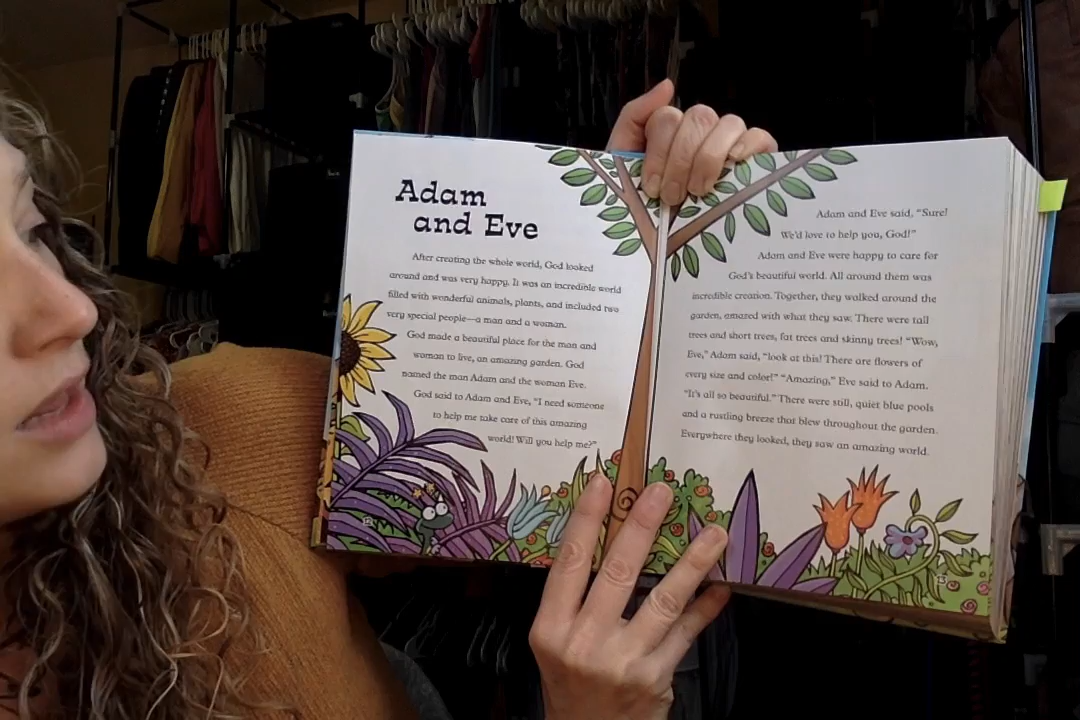 Adam
and Eve
After creating the whole world, God looked
around and was very happy. It was an incredible world
filled with wonderful animals, plants, and included two
very special people—a man and a woman.
God made a beautiful place for the man and
woman to live, an amazing garden. God
named the man Adam and the woman Eve.
God said to Adam and Eve, "I need someone
to help me take care of this amazing
world! Will you help me?"
12
Adam and Eve said, "Sure!
We'd love to help you, God!"
Adam and Eve were happy to care for
God's beautiful world. All around them was
incredible creation. Together, they walked around the
garden, amazed with what they saw. There were tall
trees and short trees, fat trees and skinny trees! "Wow,
Eve," Adam said, "look at this! There are flowers of
every size and color!" "Amazing," Eve said to Adam.
"It's all so beautiful." There were still, quiet blue pools
and a rustling breeze that blew throughout the garden.
Everywhere they looked, they saw an amazing world.
13